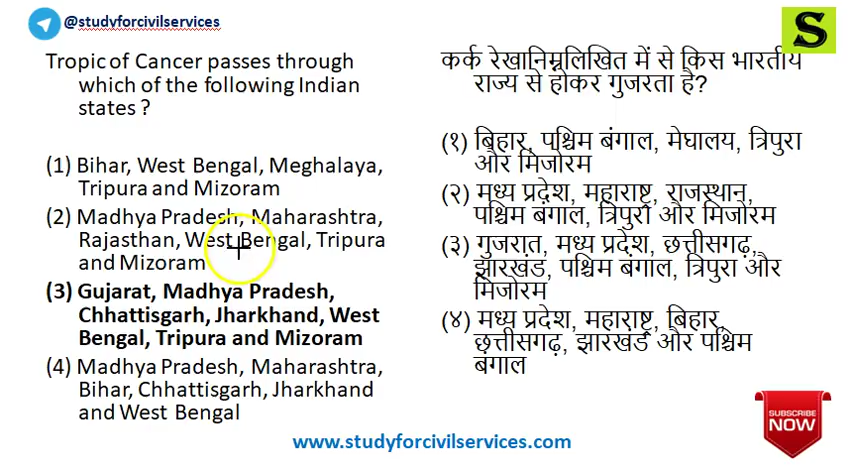 @studyforcivilservices
S
Tropic of Cancer passes through
which of the following Indian
states ?
(1) Bihar, West Bengal, Meghalaya,
Tripura and Mizoram
(2) Madhya Pradesh, Maharashtra,
Rajasthan, West Bengal, Tripura
and Mizoram
(3) Gujarat, Madhya Pradesh,
Chhattisgarh, Jharkhand, West
Bengal, Tripura and Mizoram
(4) Madhya Pradesh, Maharashtra,
Bihar, Chhattisgarh, Jharkhand
and West Bengal
कर्क रेखानिम्नलिखित में से किस भारतीय
राज्य से होकर गुजरता है?
(१) बिहार, पश्चिम बंगाल, मेघालय, त्रिपुरा
और मिजोरम
(२) मध्य प्रदेश, महाराष्ट्र, राजस्थान,
पश्चिम बंगाल, त्रिपुरा और मिजोरम
(३) गुजरात, मध्य प्रदेश, छत्तीसगढ़,
झारखंड, पश्चिम बंगाल, त्रिपुरा और
मिजोरम
(४) मध्य प्रदेश, महाराष्ट्र, बिहार,
छत्तीसगढ़, झारखंड और पश्चिम
बंगाल
SUBSCRIBE
NOW
www.studyforcivilservices.com